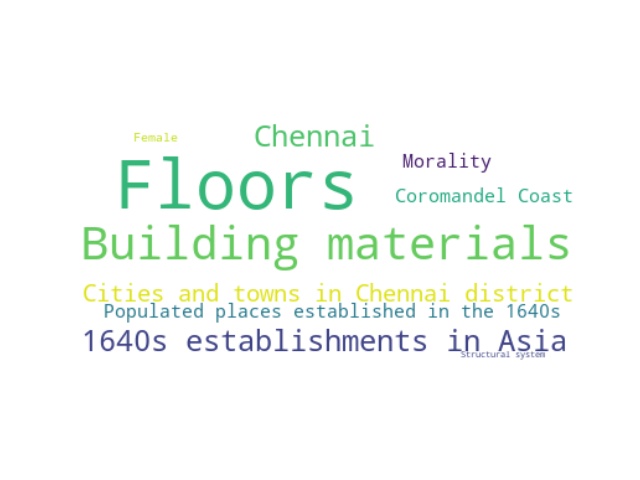 Female
Chennai
Morality
Floors
Coromandel Coast
Building materials
Cities and towns in Chennai district
Populated places established in the 1640s
1640s establishments in Asia
Structural system